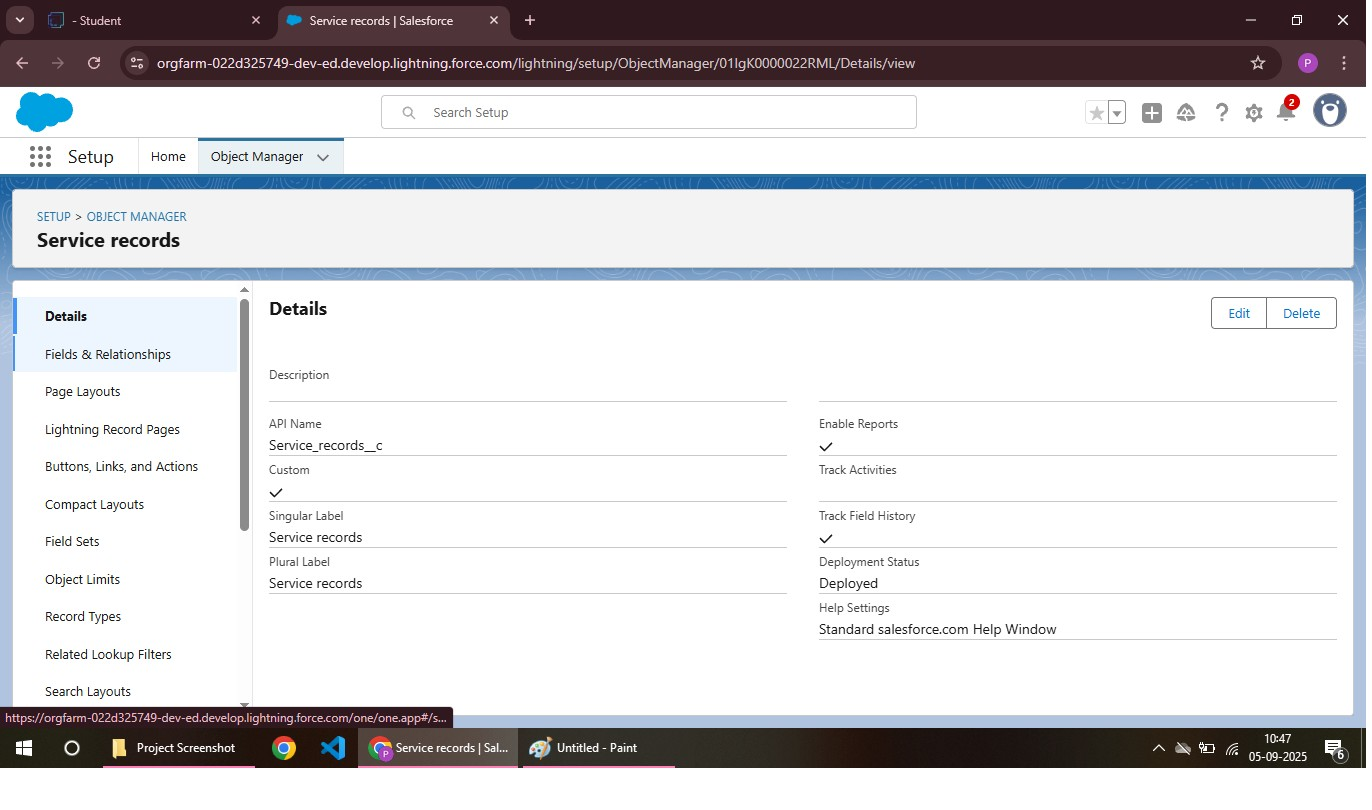 - Student
Service records | Salesforce
orgfarm-022d325749-dev-ed.develop.lightning.force.com/lightning/setup/ObjectManager/01IgK0000022RML/Details/view
P
Search Setup
2
Setup
Home
Object Manager
SETUP > OBJECT MANAGER
Service records
Details
Fields & Relationships
Page Layouts
Lightning Record Pages
Buttons, Links, and Actions
Compact Layouts
Field Sets
Object Limits
Record Types
Related Lookup Filters
Search Layouts
Details
Edit
Delete
Description
API Name
Service_records__c
Custom
Singular Label
Service records
Plural Label
Service records
Enable Reports
Track Activities
Track Field History
Deployment Status
Deployed
Help Settings
Standard salesforce.com Help Window
https://orgfarm-022d325749-dev-ed.develop.lightning.force.com/one/one.app#/s...
Project Screenshot
P
Service records | Sal...
Untitled - Paint
10:47
05-09-2025
6